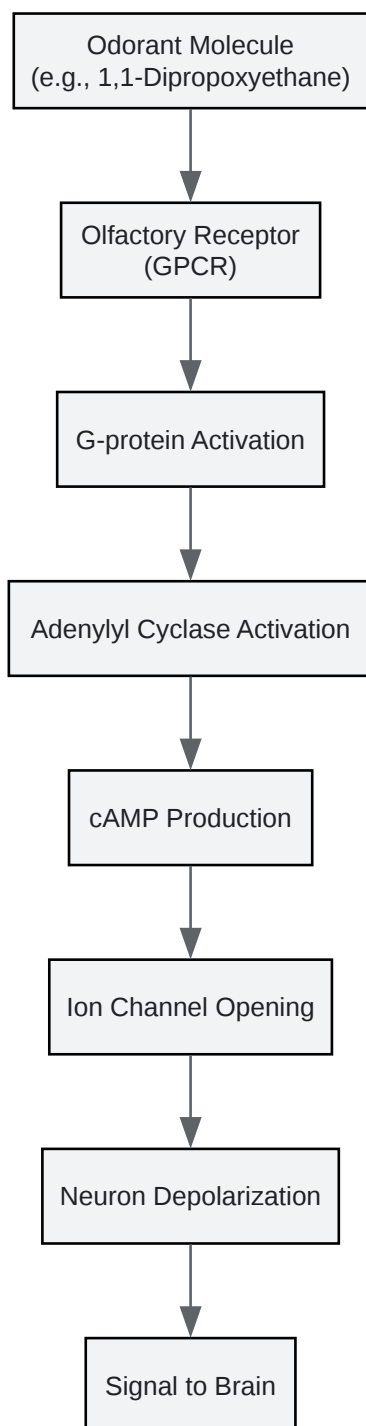 Odorant Molecule
(e.g., 1,1-Dipropoxyethane)
Olfactory Receptor
(GPCR)
G-protein Activation
Adenylyl Cyclase Activation
cAMP Production
Ion Channel Opening
Neuron Depolarization
Signal to Brain